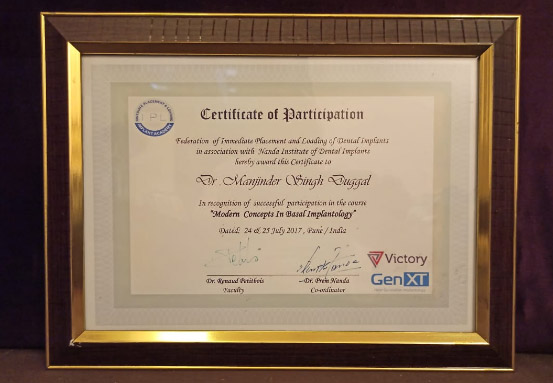 IPL
IMPLANT ACADEMY
Certificate of Participation
Federation of Immediate Placement and Loading of Dental Implants
in association with Nanda Institute of Dental Implants
hereby award this Certificate to
Dr Manjinder Singh Duggal
In recognition of successful participation in the course
"Modern Concepts In Basal Implantology"
Dated: 24 & 25 July 2017 , Pune / India
Victory
GenXT
Dr. Renaud Petitbois
Dr. Prem Nanda
Faculty
Co-ordinator